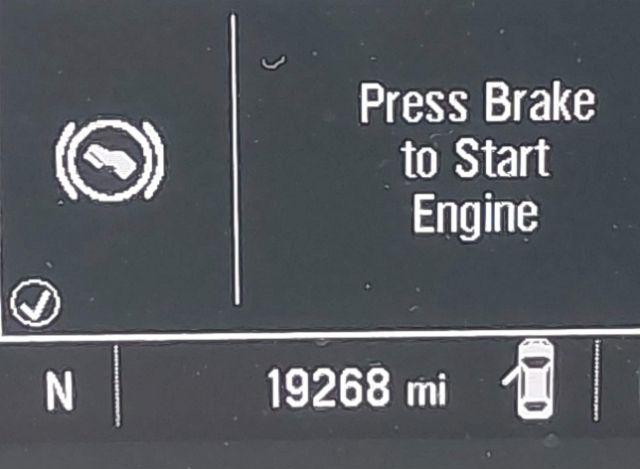 Press Brake
to Start
Engine
N
19268 mi